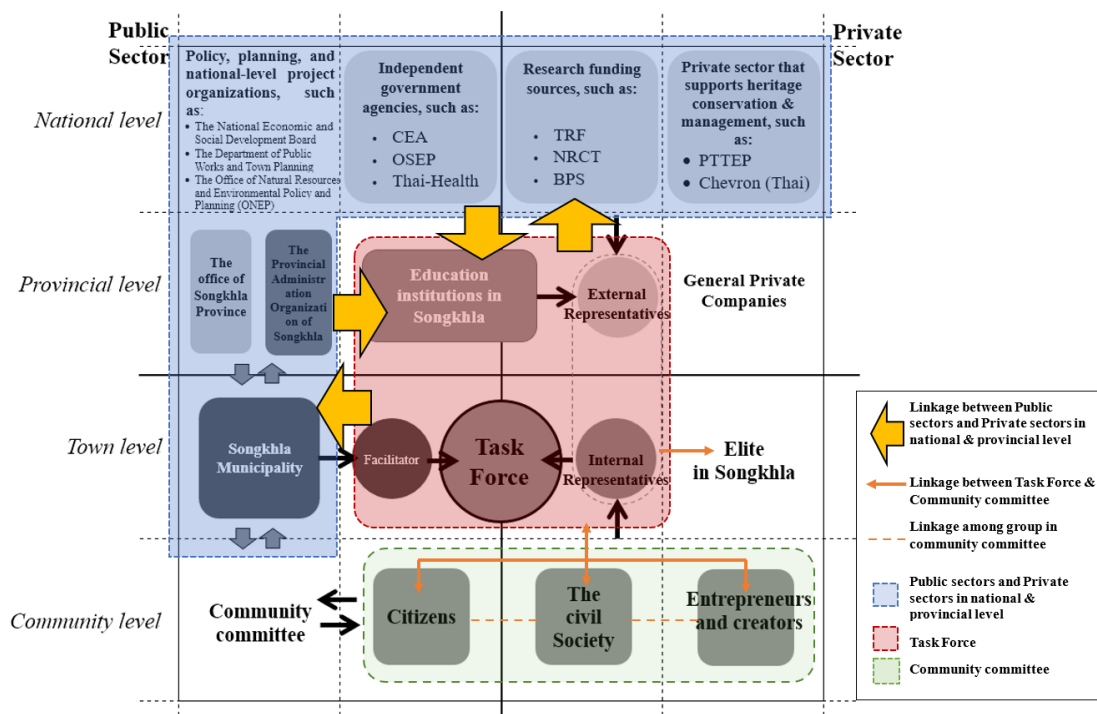 Public
Sector
Private
Sector
National level
Policy, planning, and
national-level project
organizations, such
as:
• The National Economic and
Social Development Board
• The Department of Public
Works and Town Planning
• The Office of Natural Resources
and Environmental Policy and
Planning (ONEP)
Independent
government
agencies, such as:
• CEA
• OSEP
• Thai-Health
Research funding
sources, such as:
• TRF
• NRCT
• BPS
Private sector that
supports heritage
conservation &
management, such
as:
• PTTEP
• Chevron (Thai)
Provincial level
The
office of
Songkhla
Province
The
Provincial
Administr
ation
Organizati
on of
Songkhla
Education
institutions in
Songkhla
External
Representatives
General Private
Companies
Town level
Songkhla
Municipality
Facilitator
Task
Force
Internal
Representatives
Elite
in Songkhla
Community level
Community
committee
Citizens
The
civil
Society
Entrepreneurs
and creators
Linkage between Public
sectors and Private sectors in
national & provincial level
Linkage between Task Force &
Community committee
Linkage among group in
community committee
Public sectors and Private
sectors in national &
provincial level
Task Force
Community committee